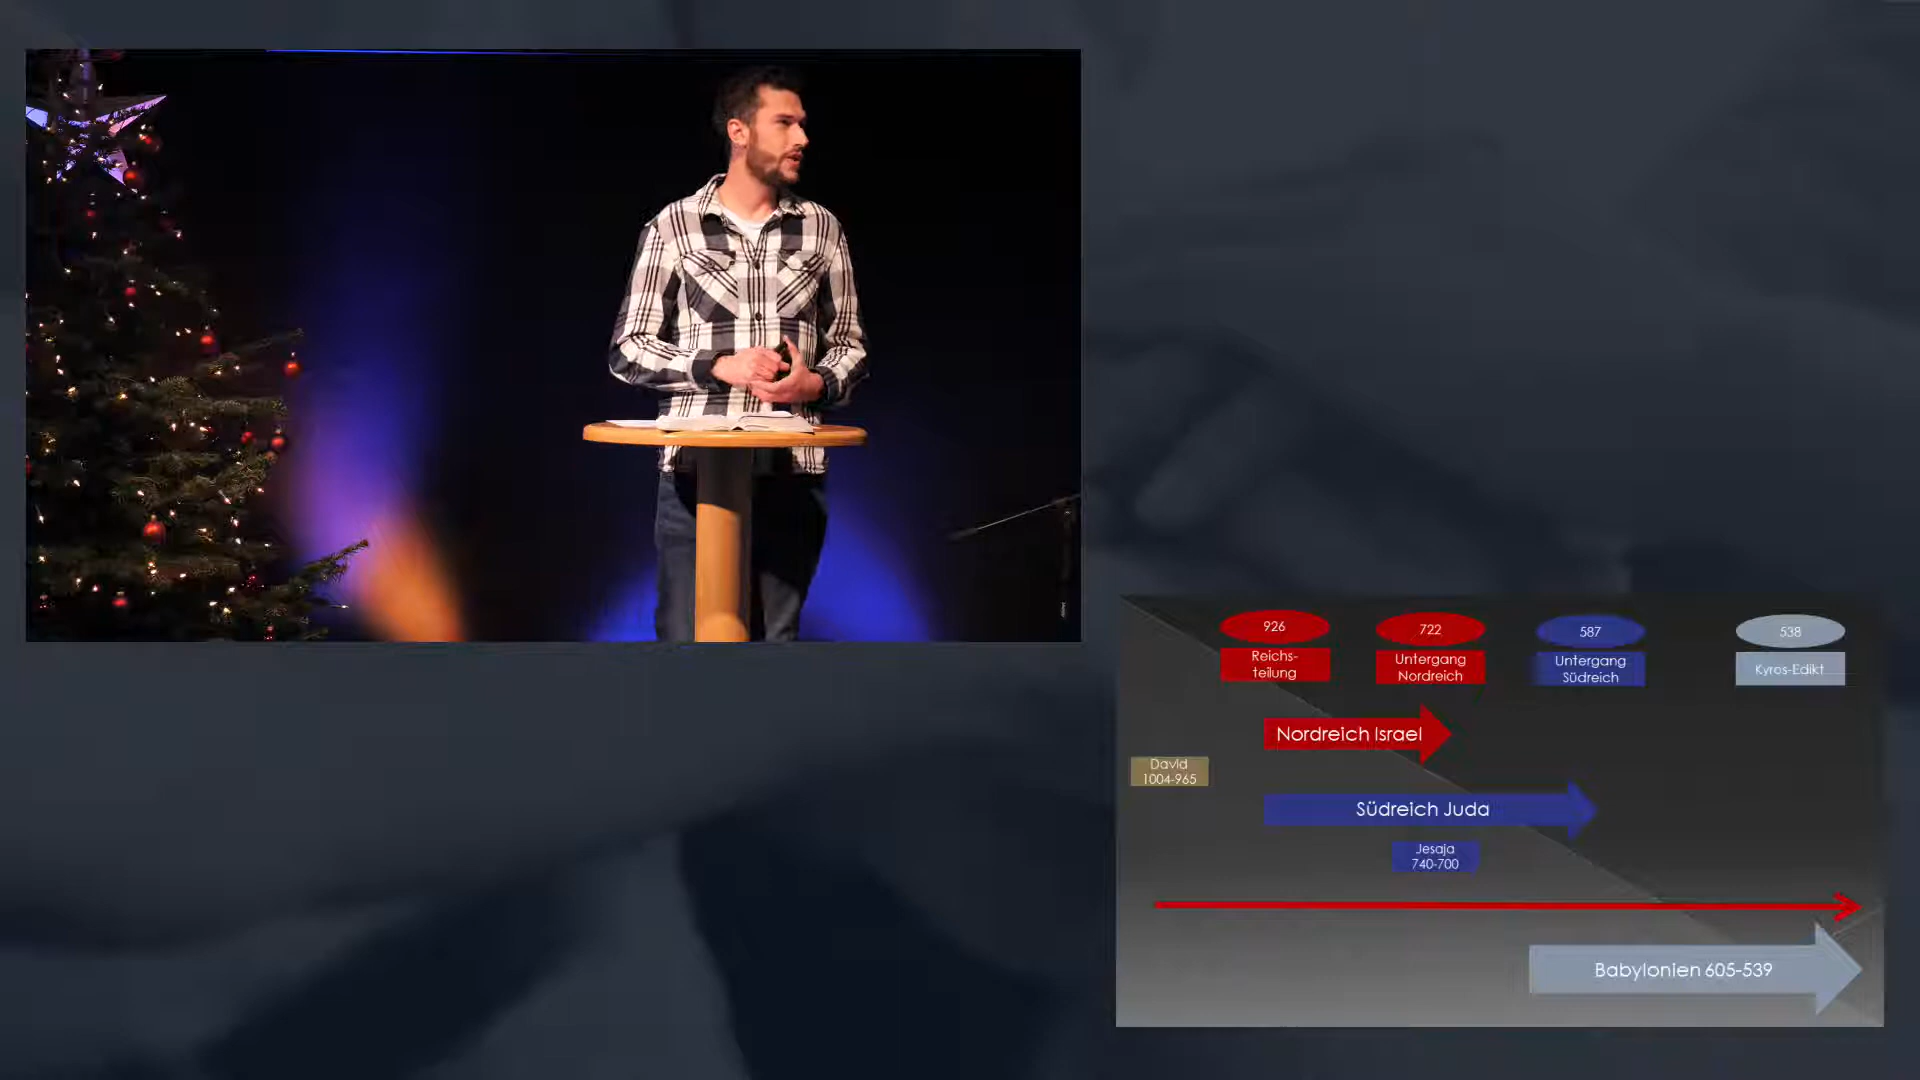 926
Reichs-
teilung
722
Untergang
Nordreich
587
Untergang
Südreich
538
Kyros-Edikt
Nordreich Israel
David
1004-965
Südreich Juda
Jesaja
740-700
Babylonien 605-539